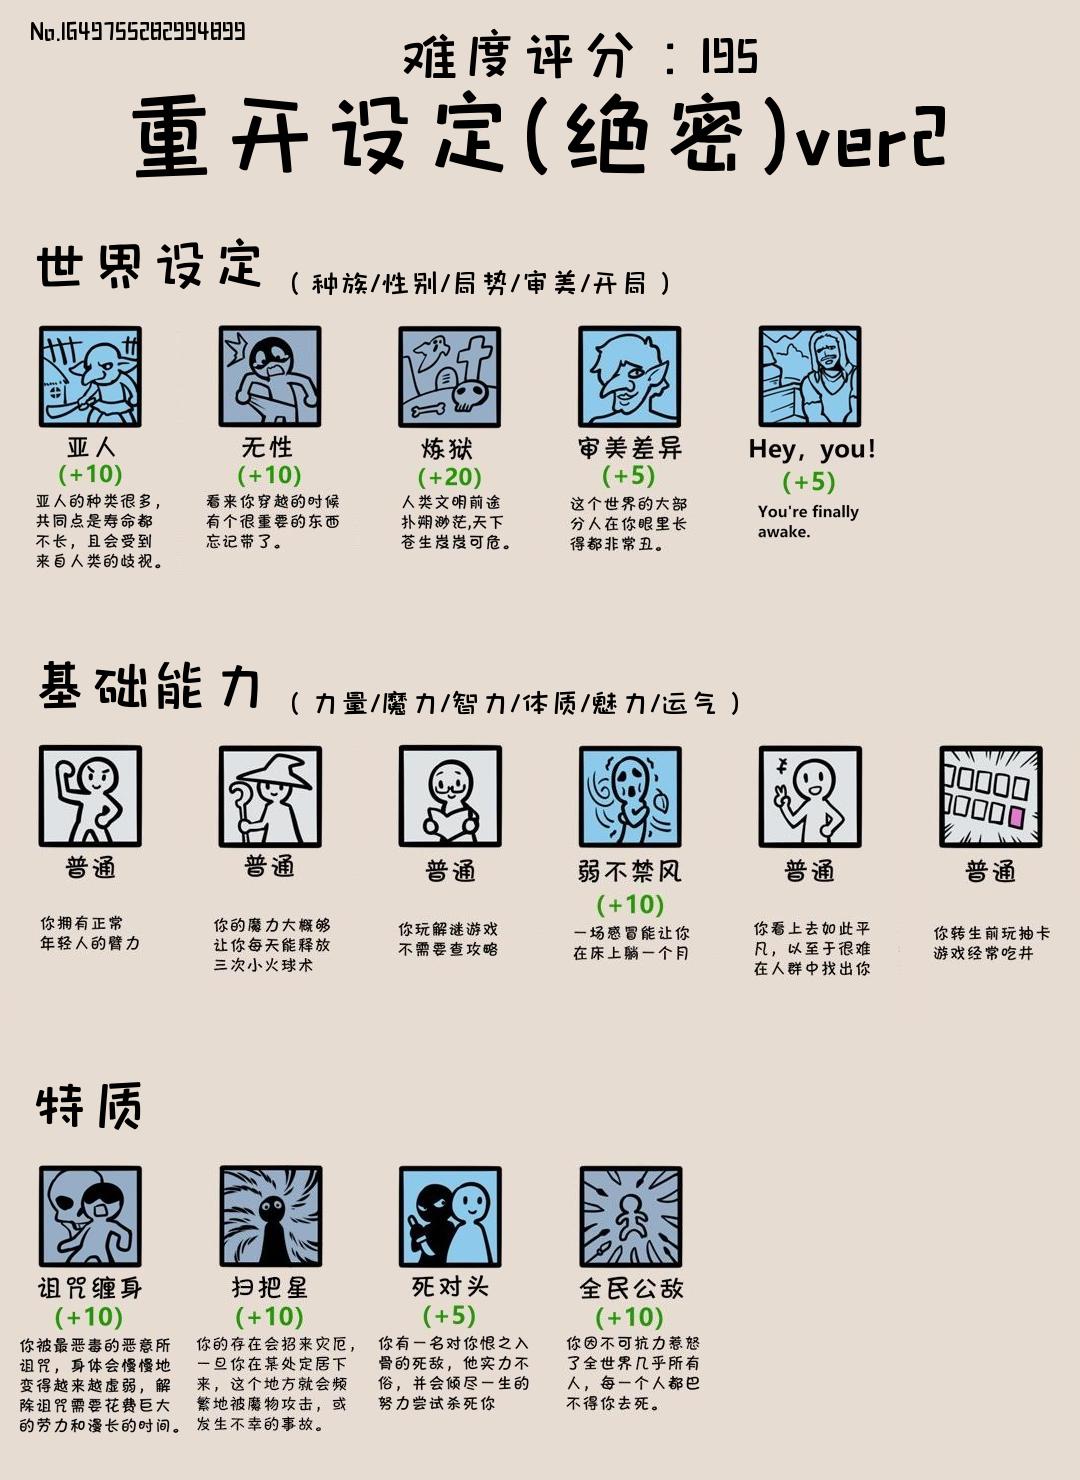 No.1649755282994899
难度评分：195
重开设定(绝密)ver2
世界设定（种族/性别/局势/审美/开局）
亚人
(+10)
亚人的种类很多，
共同点是寿命都
不长，且会受到
来自人类的歧视。
无性
(+10)
看来你穿越的时候
有个很重要的东西
忘记带了。
炼狱
(+20)
人类文明前途
扑朔渺茫,天下
苍生岌岌可危。
审美差异
(+5)
这个世界的大部
分人在你眼里长
得都非常丑。
Hey, you!
(+5)
You're finally
awake.
基础能力（力量/魔力/智力/体质/魅力/运气）
普通
你拥有正常
年轻人的臂力
普通
你的魔力大概够
让你每天能释放
三次小火球术
普通
你玩解谜游戏
不需要查攻略
弱不禁风
(+10)
一场感冒能让你
在床上躺一个月
普通
你看上去如此平
凡，以至于很难
在人群中找出你
普通
你转生前玩抽卡
游戏经常吃井
特质
诅咒缠身
(+10)
你被最恶毒的恶意所
诅咒，身体会慢慢地
变得越来越虚弱，解
除诅咒需要花费巨大
的劳力和漫长的时间。
扫把星
(+10)
你的存在会招来灾厄，
一旦你在某处定居下
来，这个地方就会频
繁地被魔物攻击，或
发生不幸的事故。
死对头
(+5)
你有一名对你恨之入
骨的死敌，他实力不
俗，并会倾尽一生的
努力尝试杀死你
全民公敌
(+10)
你因不可抗力惹怒
了全世界几乎所有
人，每一个人都巴
不得你去死。